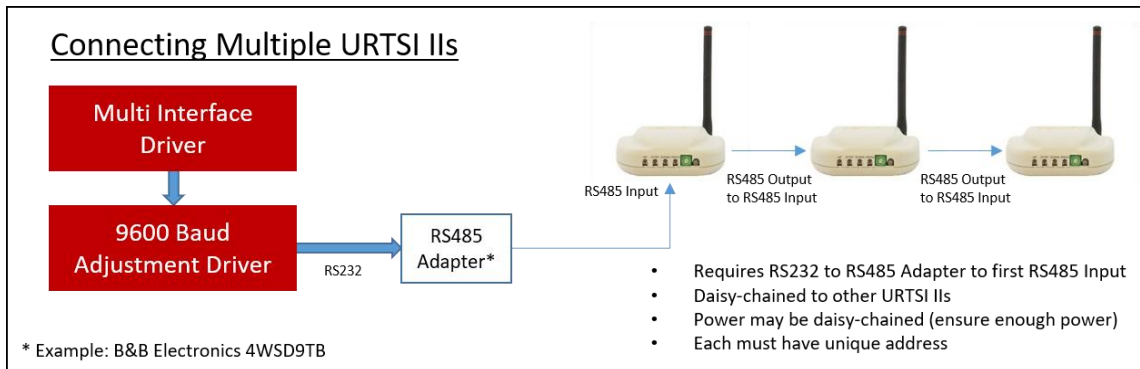 Connecting Multiple URTSI IIs
Multi Interface
Driver
9600 Baud
Adjustment Driver
RS232
RS485
Adapter*
RS485 Input
RS485 Output
to RS485 Input
RS485 Output
to RS485 Input
• Requires RS232 to RS485 Adapter to first RS485 Input
• Daisy-chained to other URTSI IIs
• Power may be daisy-chained (ensure enough power)
• Each must have unique address
* Example: B&B Electronics 4WSD9TB